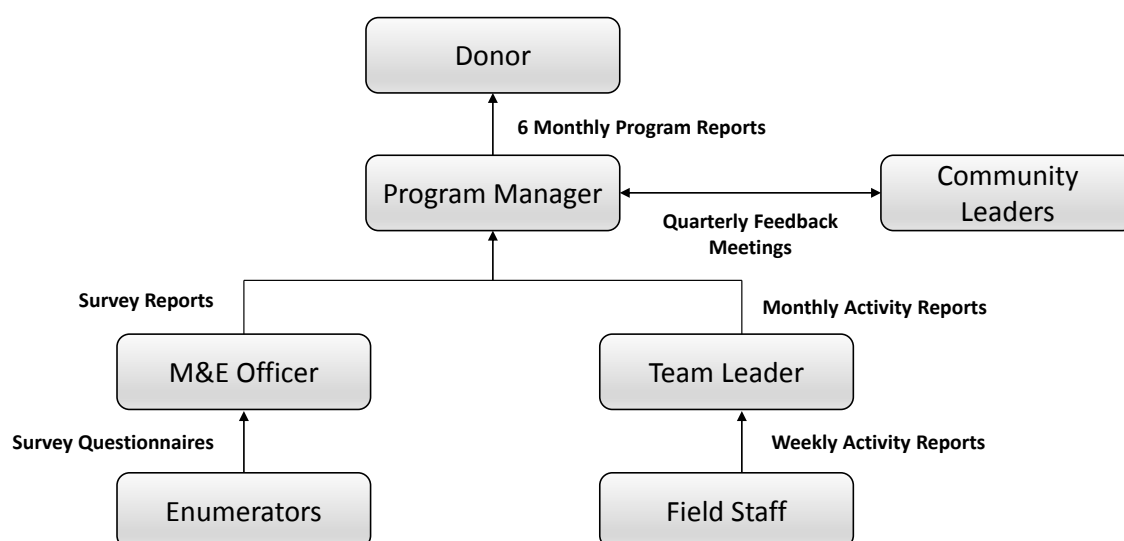 Donor
6 Monthly Program Reports
Program Manager
Community
Leaders
Quarterly Feedback
Meetings
Survey Reports
Monthly Activity Reports
M&E Officer
Team Leader
Survey Questionnaires
Weekly Activity Reports
Enumerators
Field Staff